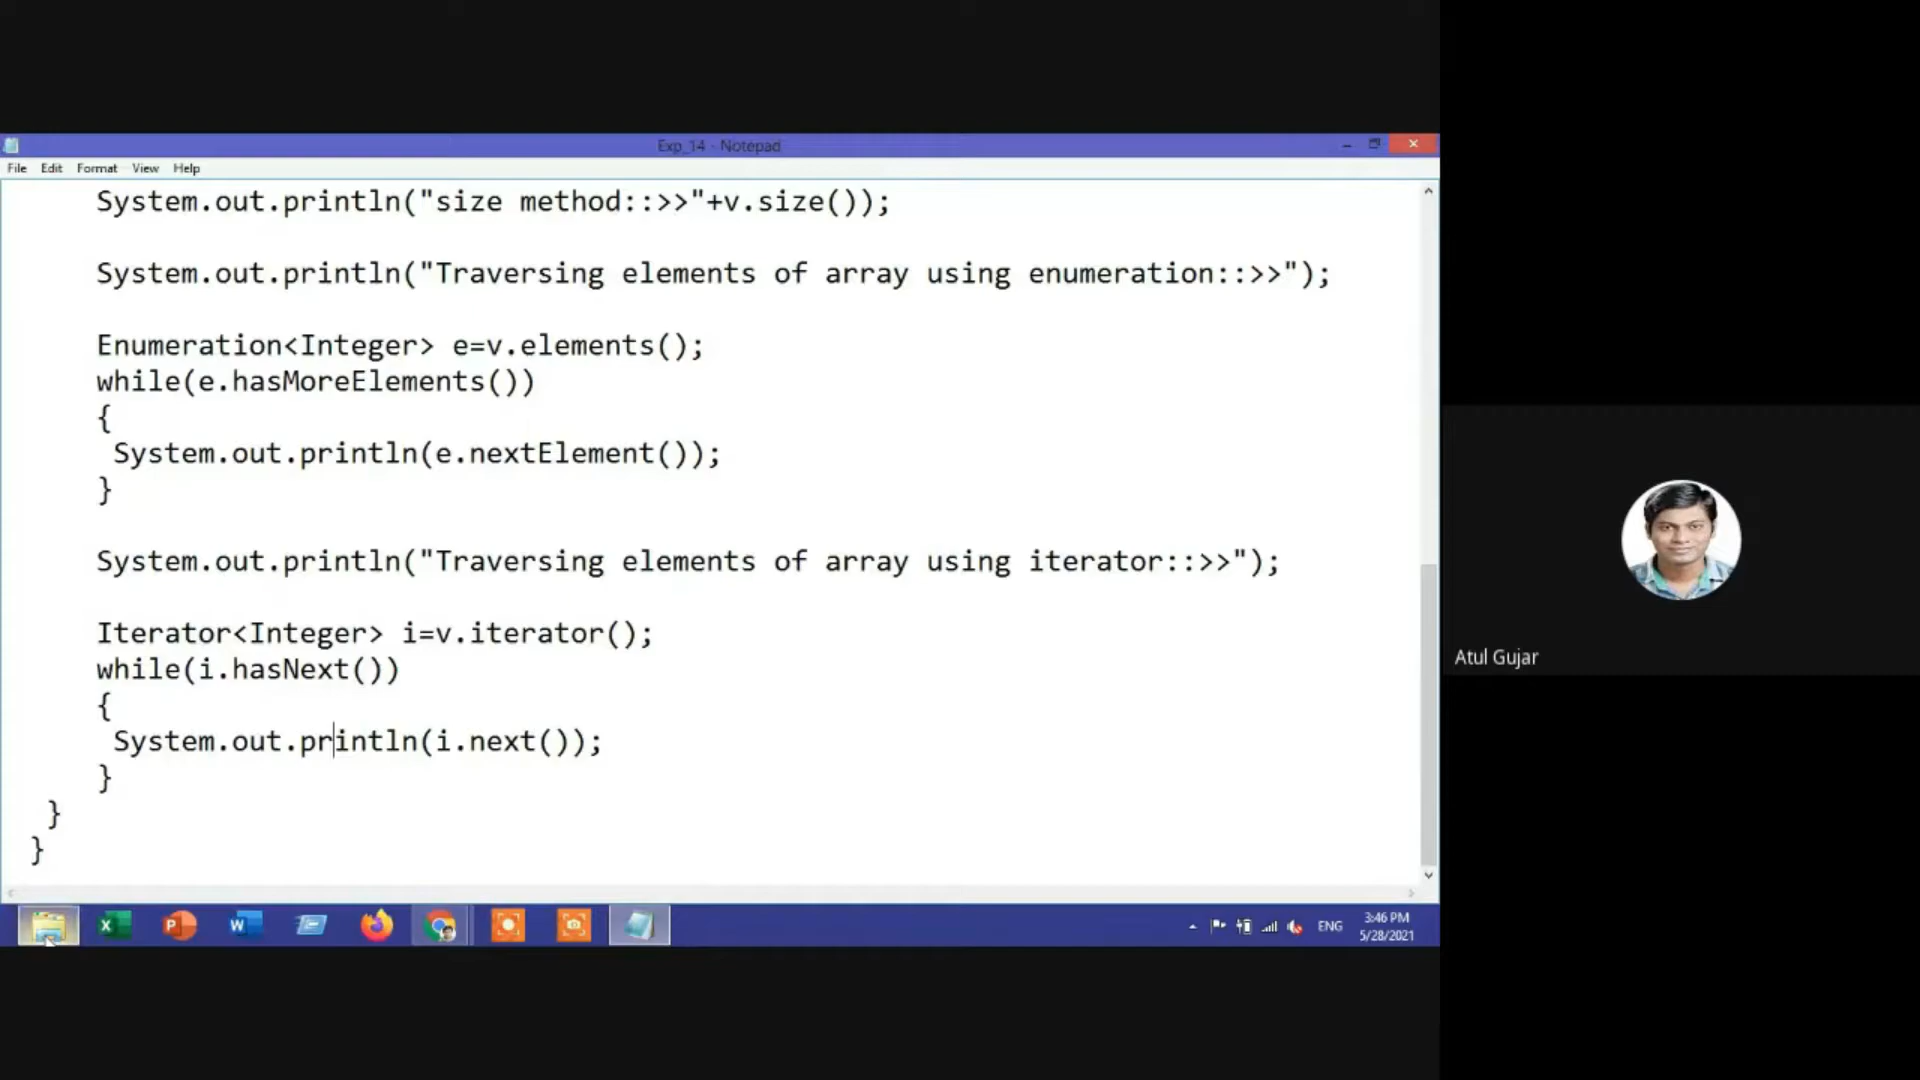 Exp_14 - Notepad
File Edit Format View Help
System.out.println("size method::>>"+v.size());
System.out.println("Traversing elements of array using enumeration::>>");
Enumeration<Integer> e=v.elements();
while(e.hasMoreElements())
{
System.out.println(e.nextElement());
}
System.out.println("Traversing elements of array using iterator::>>");
Iterator<Integer> i=v.iterator();
while(i.hasNext())
{
System.out.println(i.next());
}
}
}
ENG
3:46 PM
5/28/2021
Atul Gujar